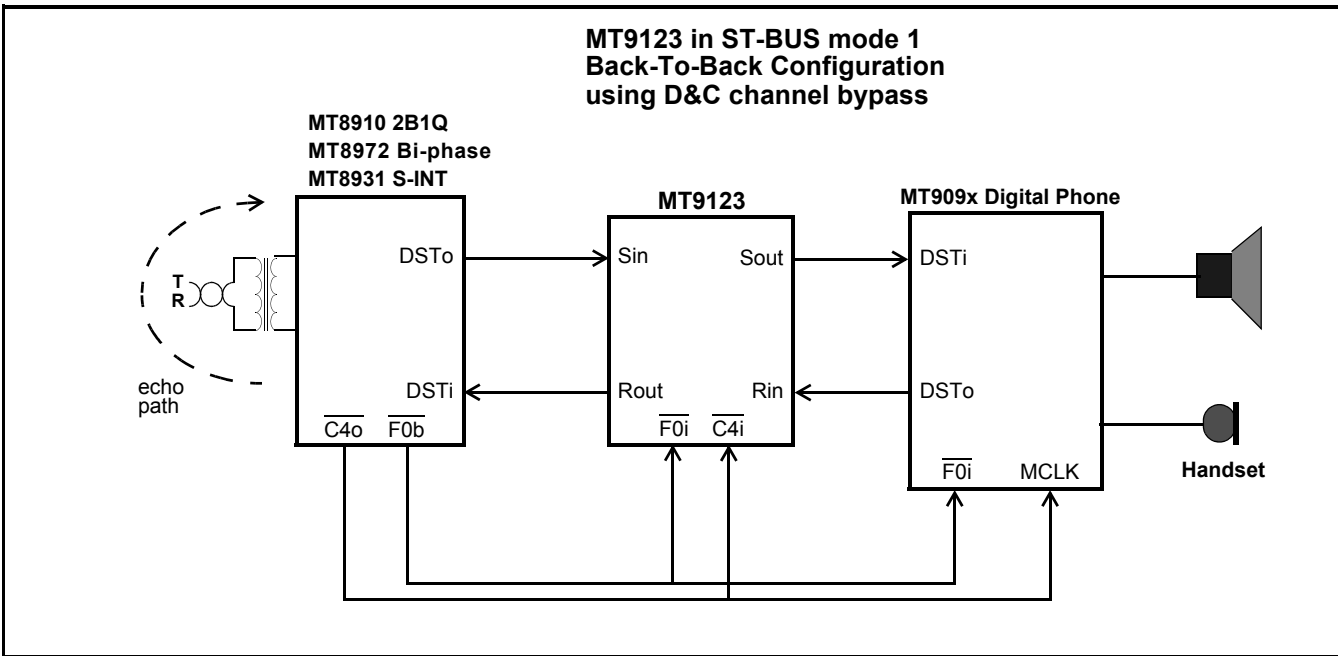 MT9123 in ST-BUS mode 1
Back-To-Back Configuration
using D&C channel bypass
MT8910 2B1Q
MT8972 Bi-phase
MT8931 S-INT
MT9123
MT909x Digital Phone
DSTo
Sin
Sout
DSTi
T
R
echo
path
DSTi
Rout
Rin
DSTo
C4o
F0b
F0i
C4i
F0i
MCLK
Handset